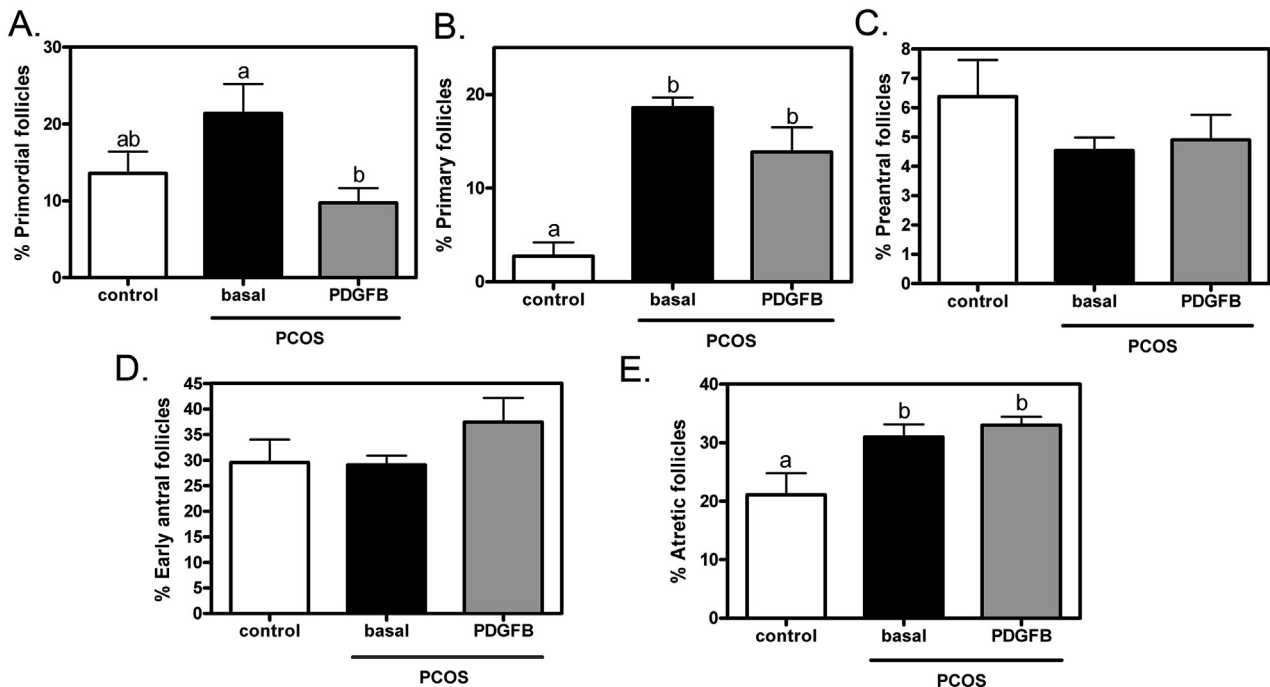 A.
% Primordial follicles
30
20
10
0
ab
a
b
control basal PDGFB
PCOS
B.
% Primary follicles
20
10
0
a
b
b
control basal PDGFB
PCOS
C.
% Preantral follicles
8
7
6
5
4
3
2
1
0
control basal PDGFB
PCOS
D.
% Early antral follicles
45
40
35
30
25
20
15
10
5
0
control basal PDGFB
PCOS
E.
% Atretic follicles
40
30
20
10
0
a
b
b
control basal PDGFB
PCOS